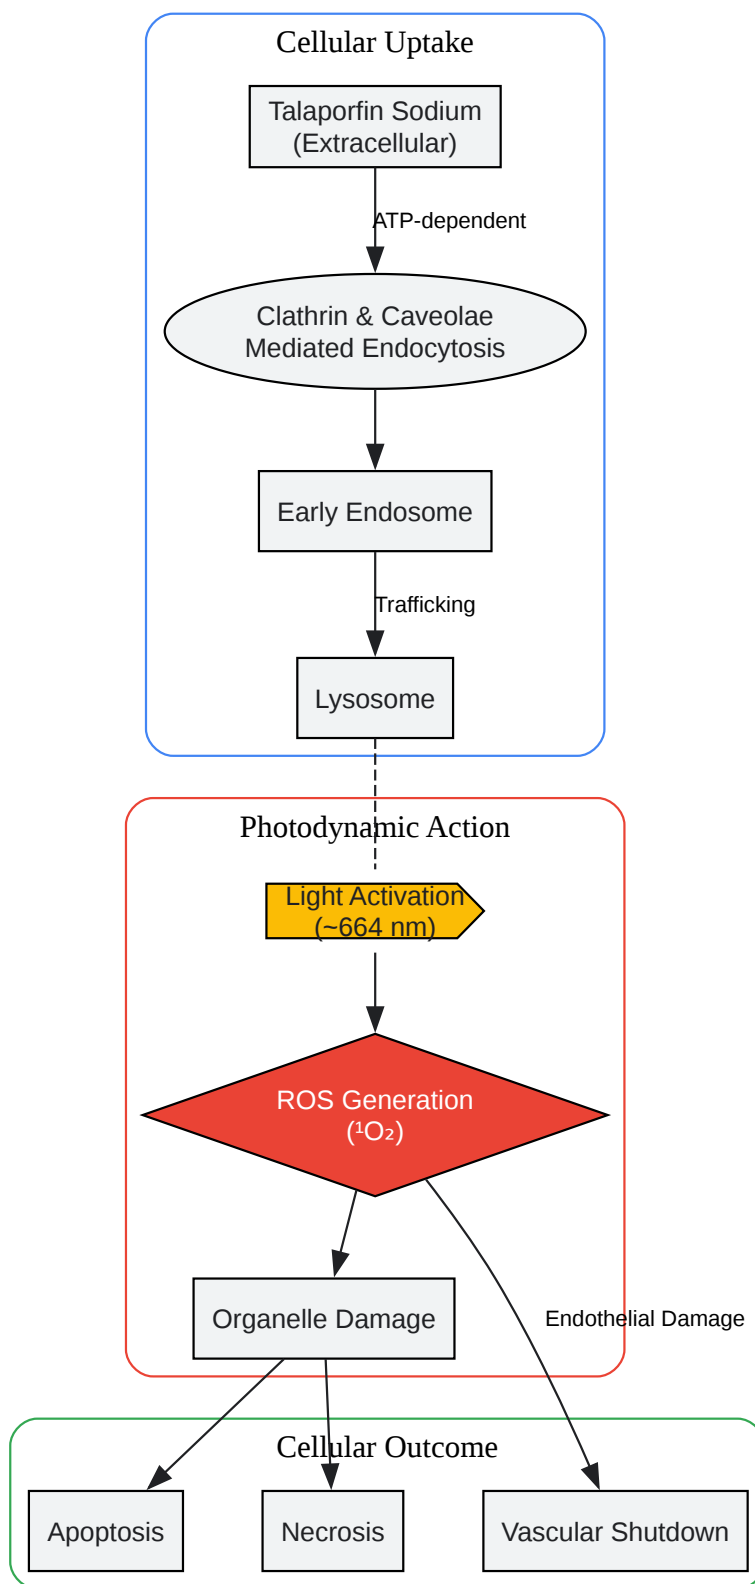 Cellular Uptake
Talaporfin Sodium
(Extracellular)
ATP-dependent
Clathrin & Caveolae
Mediated Endocytosis
Early Endosome
Trafficking
Lysosome
Photodynamic Action
Light Activation
(~664 nm)
ROS Generation
(¹O₂)
Organelle Damage
Endothelial Damage
Cellular Outcome
Apoptosis
Necrosis
Vascular Shutdown